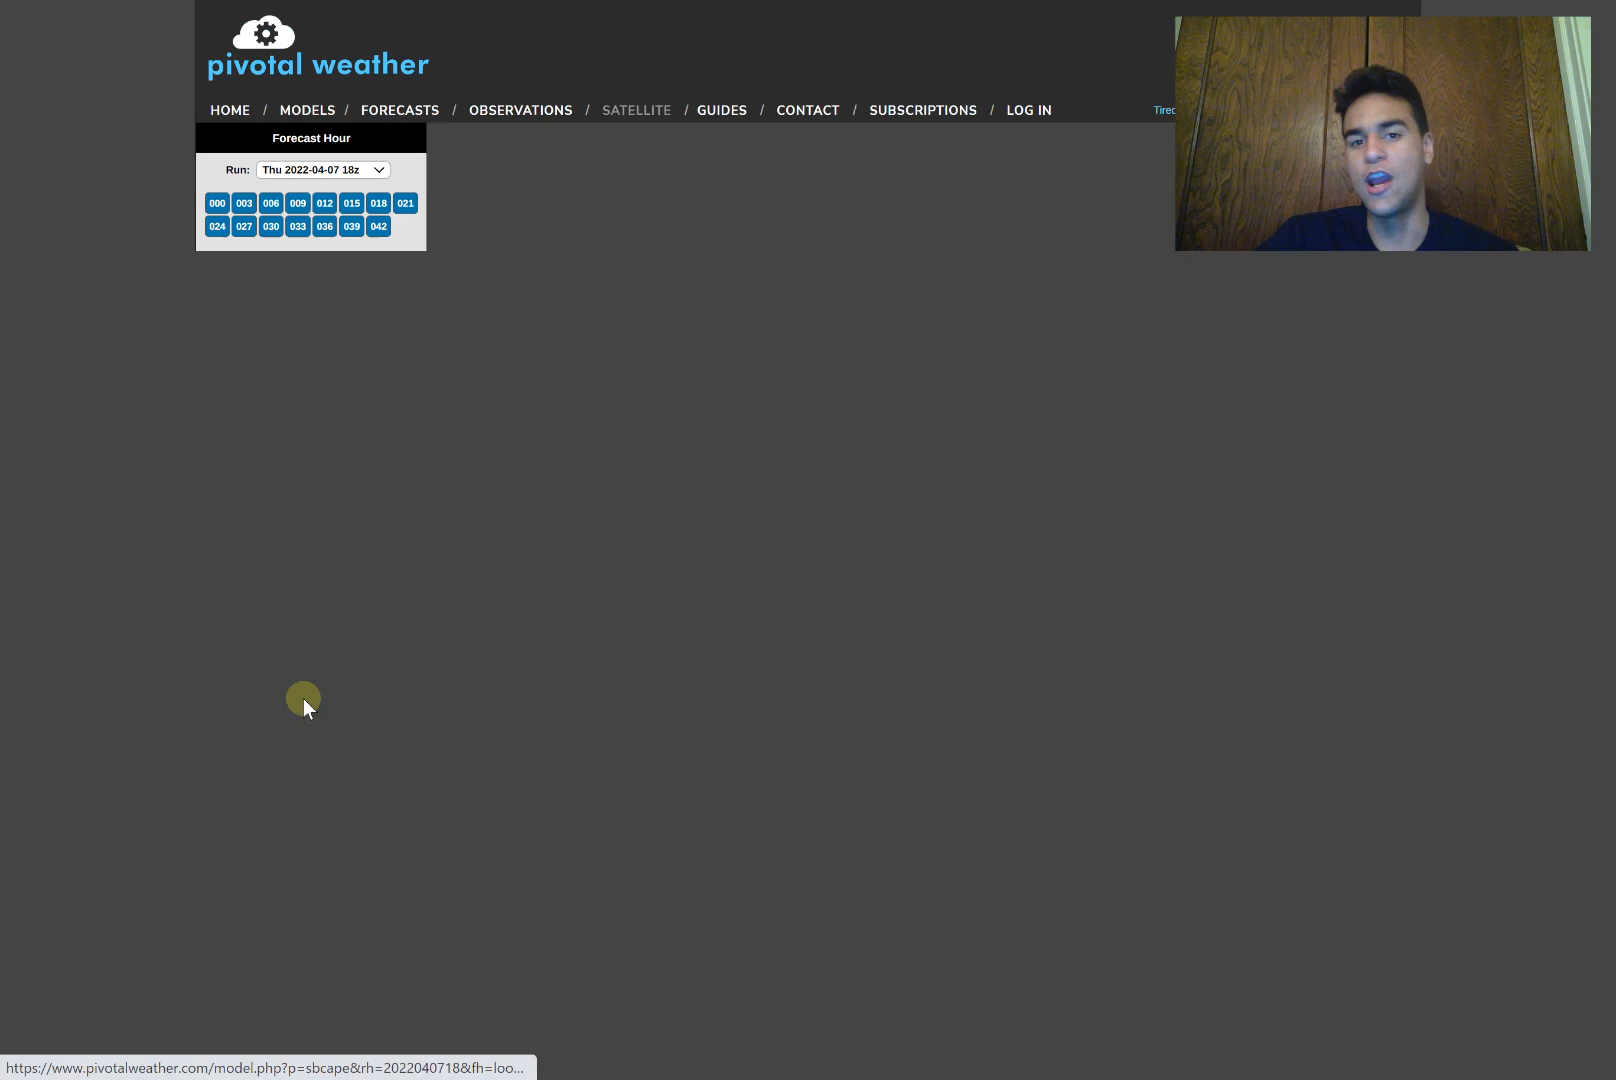 pivotal weather
HOME / MODELS / FORECASTS / OBSERVATIONS / SATELLITE / GUIDES / CONTACT / SUBSCRIPTIONS / LOG IN
Tired
Forecast Hour
Run: Thu 2022-04-07 18z
000 003 006 009 012 015 018 021
024 027 030 033 036 039 042
https://www.pivotalweather.com/model.php?p=sbcape&rh=2022040718&fh=loo...